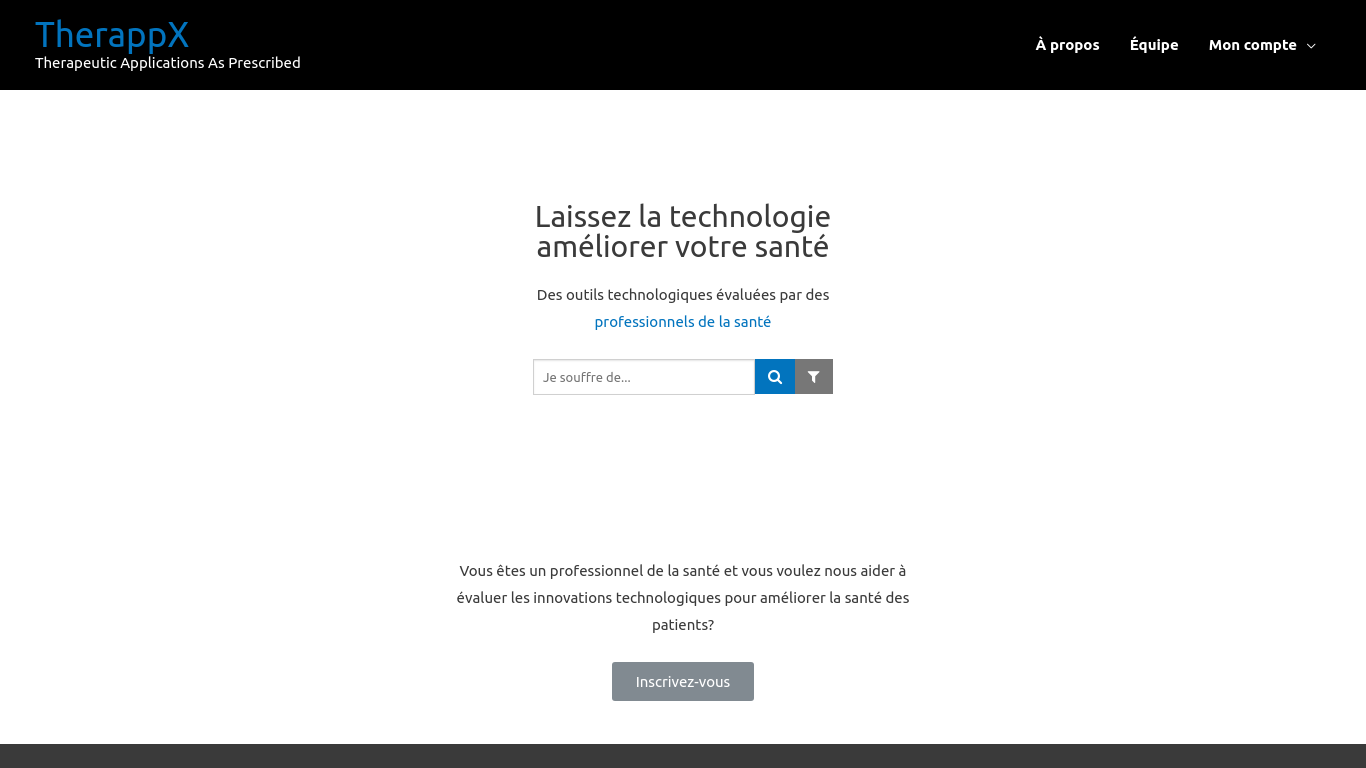 TherappX
Therapeutic Applications As Prescribed
À propos
Équipe
Mon compte
Laissez la technologie
améliorer votre santé
Des outils technologiques évaluées par des
professionnels de la santé
Je souffre de...
Vous êtes un professionnel de la santé et vous voulez nous aider à
évaluer les innovations technologiques pour améliorer la santé des
patients?
Inscrivez-vous